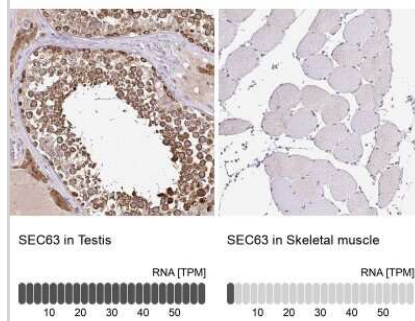 SEC63 in Testis
SEC63 in Skeletal muscle
RNA [TPM]
RNA [TPM]
10 20 30 40 50
10 20 30 40 50